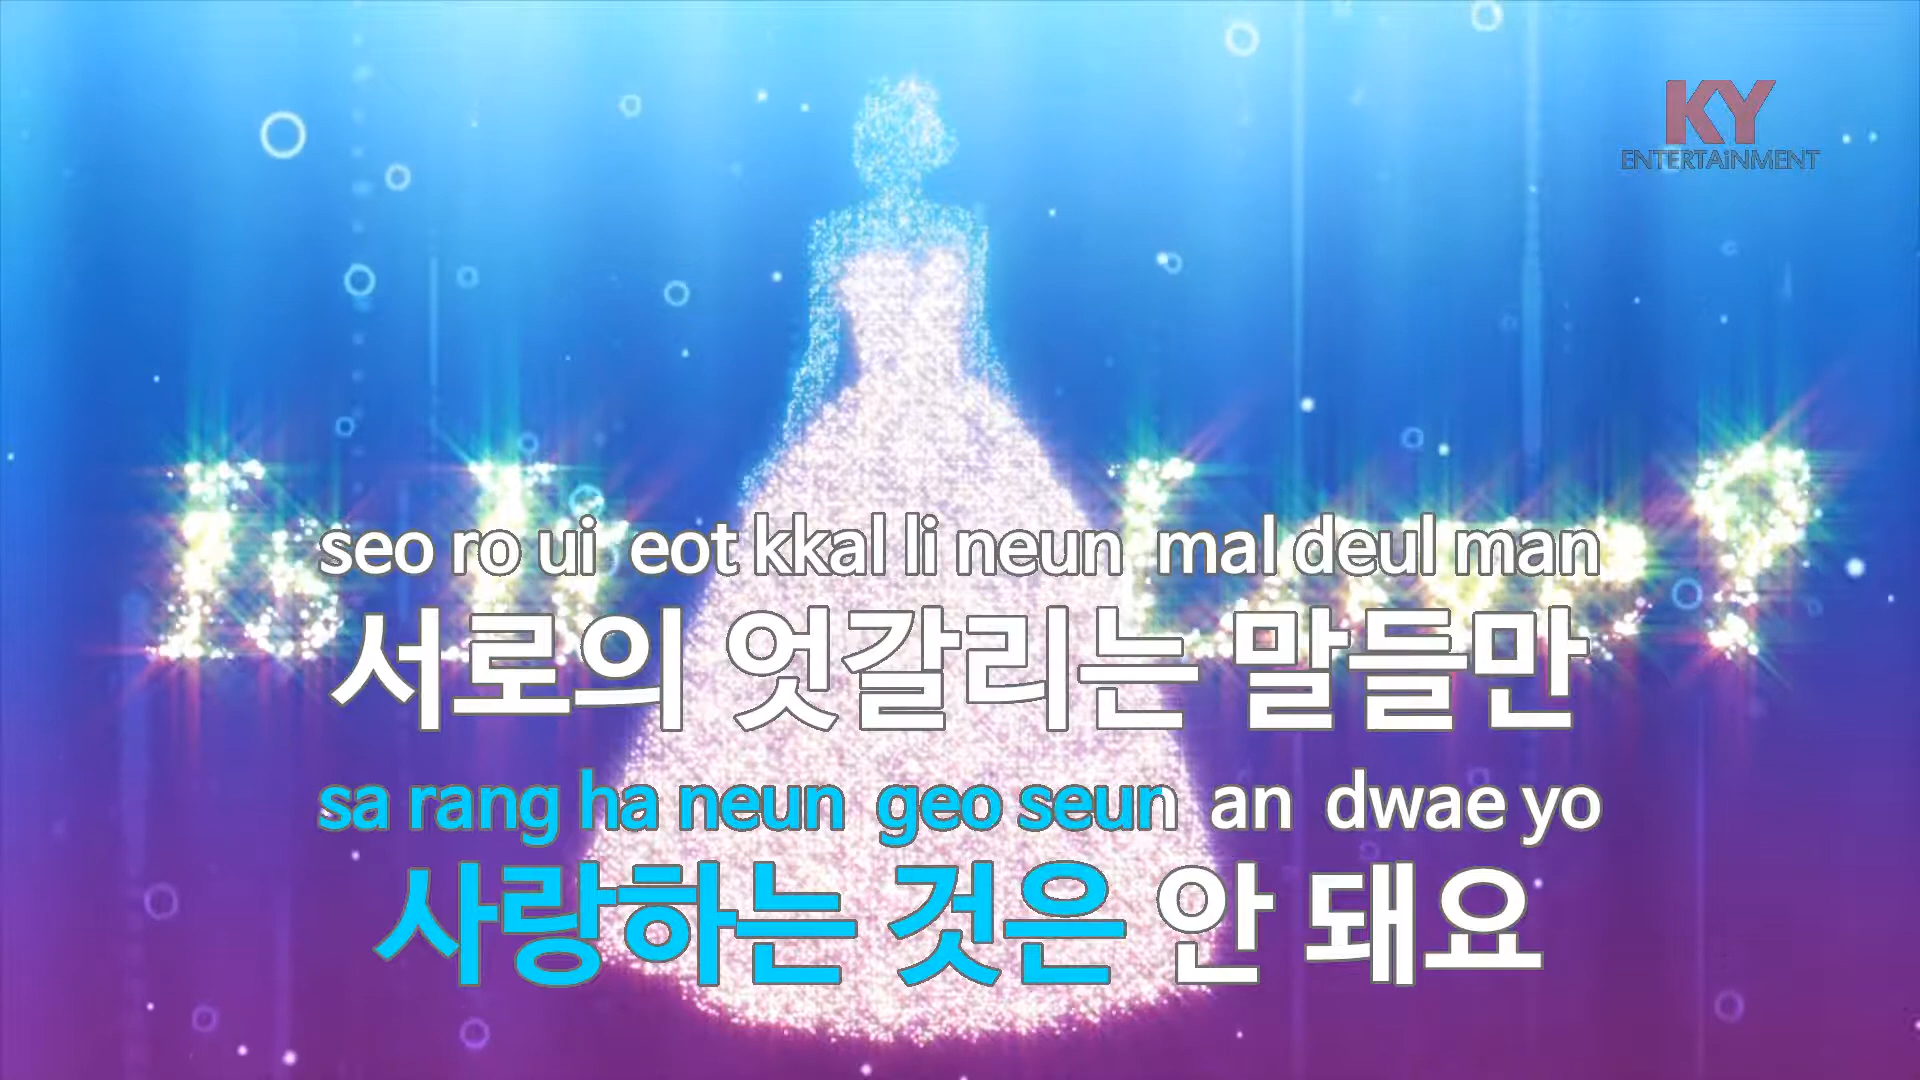 KY
ENTERTAiNMENT
seo ro ui eot kkal li neun mal deul man
서로의 엇갈리는 말들만
sa rang ha neun geo seun an dwae yo
사랑하는 것은 안 돼요